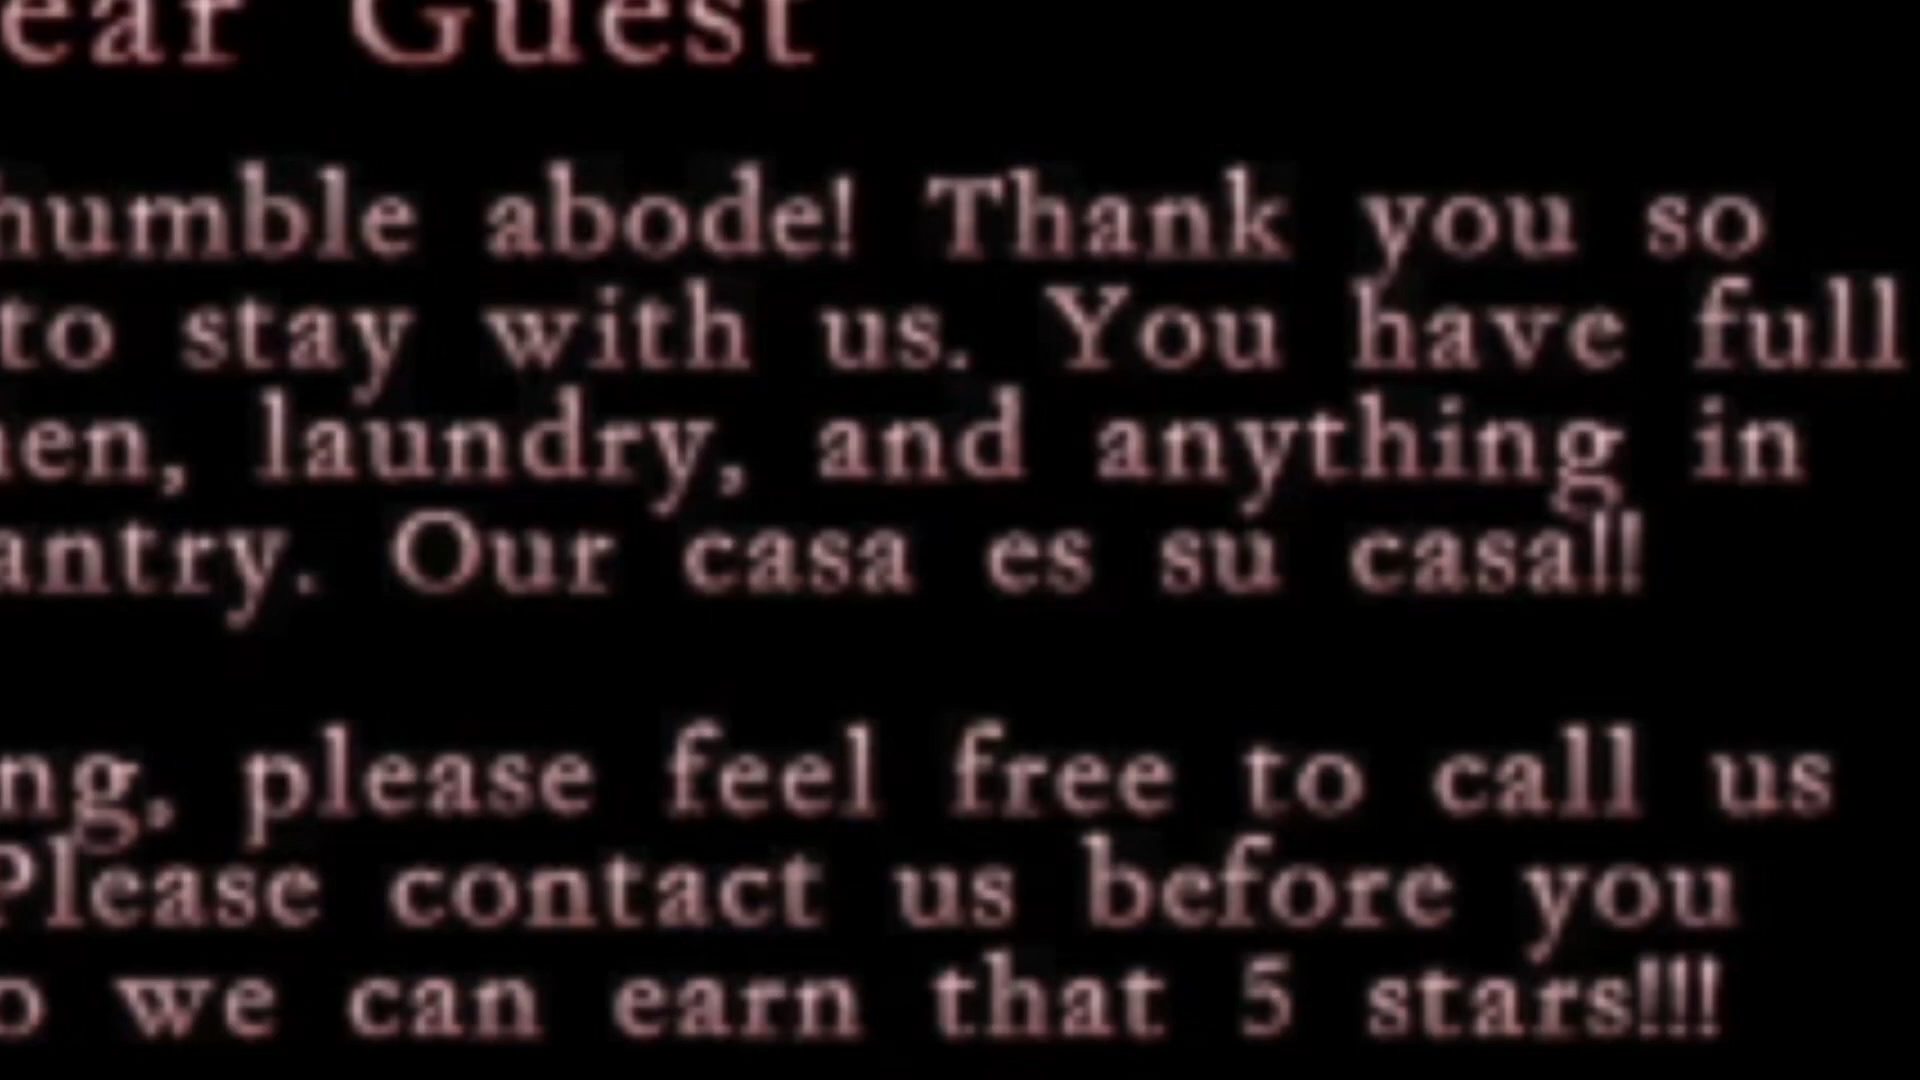 ear Guest
humble abode! Thank you so
to stay with us. You have full
en, laundry, and anything in
antry. Our casa es su casa!!
ng, please feel free to call us
Please contact us before you
o we can earn that 5 stars!!!